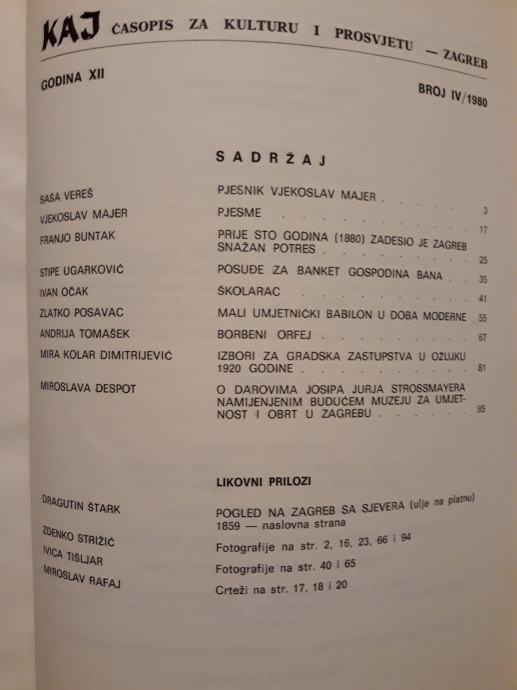 KAJ ČASOPIS ZA KULTURU I PROSVJETU — ZAGREB
GODINA XII BROJ IV/1980
SADRŽAJ
SAŠA VEREŠ PJESNIK VJEKOSLAV MAJER . . . . . 3
VJEKOSLAV MAJER PJESME . . . . . . . . . . 17
FRANJO BUNTAK PRIJE STO GODINA (1880) ZADESIO JE ZAGREB
SNAŽAN POTRES . . . . . . . . 25
STIPE UGARKOVIĆ POSUĐE ZA BANKET GOSPODINA BANA . . 35
IVAN OČAK ŠKOLARAC . . . . . . . . . 41
ZLATKO POSAVAC MALI UMJETNIČKI BABILON U DOBA MODERNE 55
ANDRIJA TOMAŠEK BORBENI ORFEJ . . . . . . . . 67
MIRA KOLAR DIMITRIJEVIĆ IZBORI ZA GRADSKA ZASTUPSTVA U OŽUJKU
1920 GODINE . . . . . . . . . 81
MIROSLAVA DESPOT O DAROVIMA JOSIPA JURJA STROSSMAYERA
NAMIJENJENIM BUDUĆEM MUZEJU ZA UMJET-
NOST I OBRT U ZAGREBU . . . . . 95
LIKOVNI PRILOZI
DRAGUTIN ŠTARK POGLED NA ZAGREB SA SJEVERA (ulje na platnu)
1859 — naslovna strana
ZDENKO STRIŽIĆ Fotografije na str. 2, 16, 23, 66 i 94
IVICA TIŠLJAR Fotografije na str. 40 i 65
MIROSLAV RAFAJ Crteži na str. 17, 18 i 20